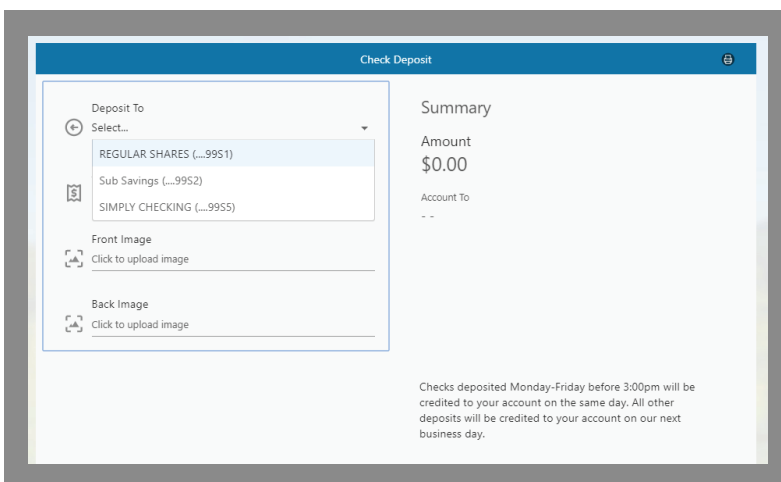 Check Deposit
Deposit To
Select...
REGULAR SHARES (....99S1)
Sub Savings (....99S2)
SIMPLY CHECKING (....99S5)
Front Image
Click to upload image
Back Image
Click to upload image
Summary
Amount
$0.00
Account To
- -
Checks deposited Monday-Friday before 3:00pm will be
credited to your account on the same day. All other
deposits will be credited to your account on our next
business day.